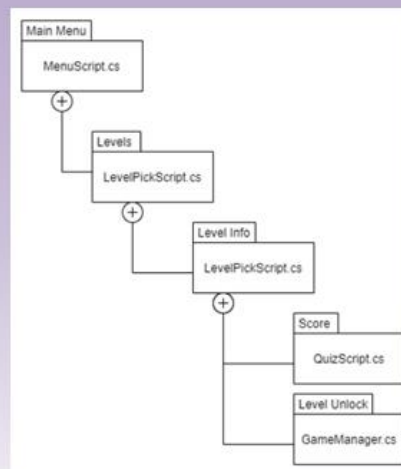 Main Menu
MenuScript.cs
Levels
LevelPickScript.cs
Level Info
LevelPickScript.cs
Score
QuizScript.cs
Level Unlock
GameManager.cs